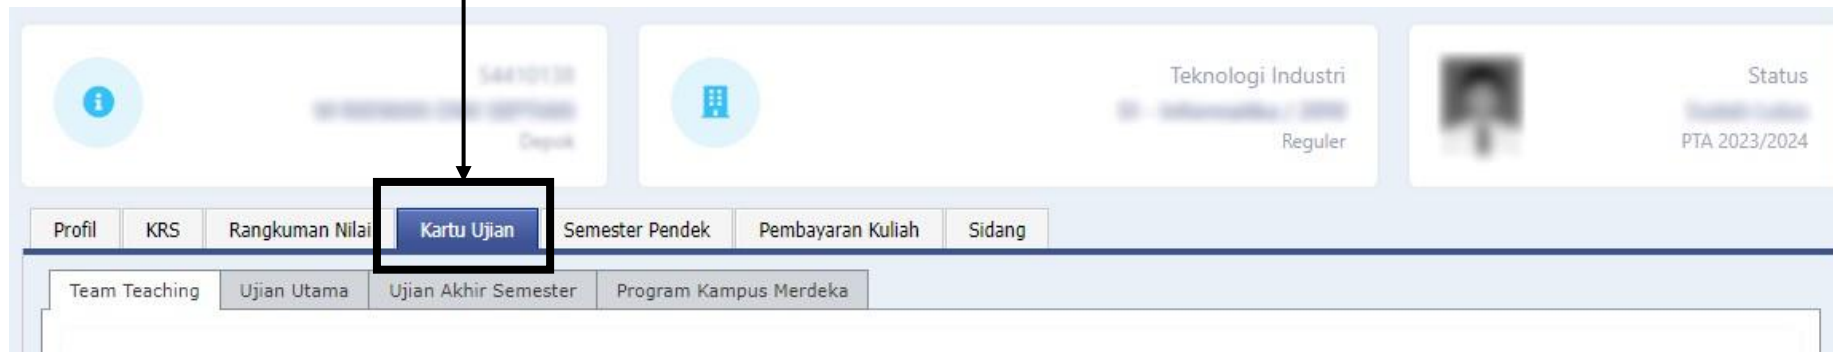 Depok
Teknologi Industri
Reguler
Status
PTA 2023/2024
Profil KRS Rangkuman Nilai Kartu Ujian Semester Pendek Pembayaran Kuliah Sidang
Team Teaching Ujian Utama Ujian Akhir Semester Program Kampus Merdeka